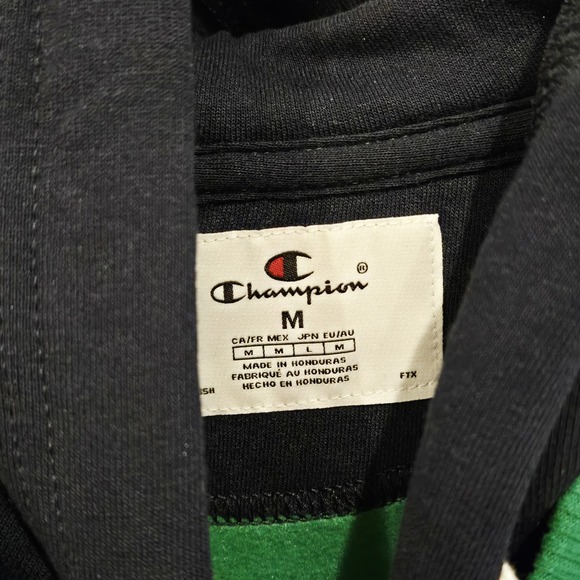 Champion®
M
CA/FR MEX JPN EU/AU
M M L M
MADE IN HONDURAS
FABRIQUÉ AU HONDURAS
HECHO EN HONDURAS
FTX